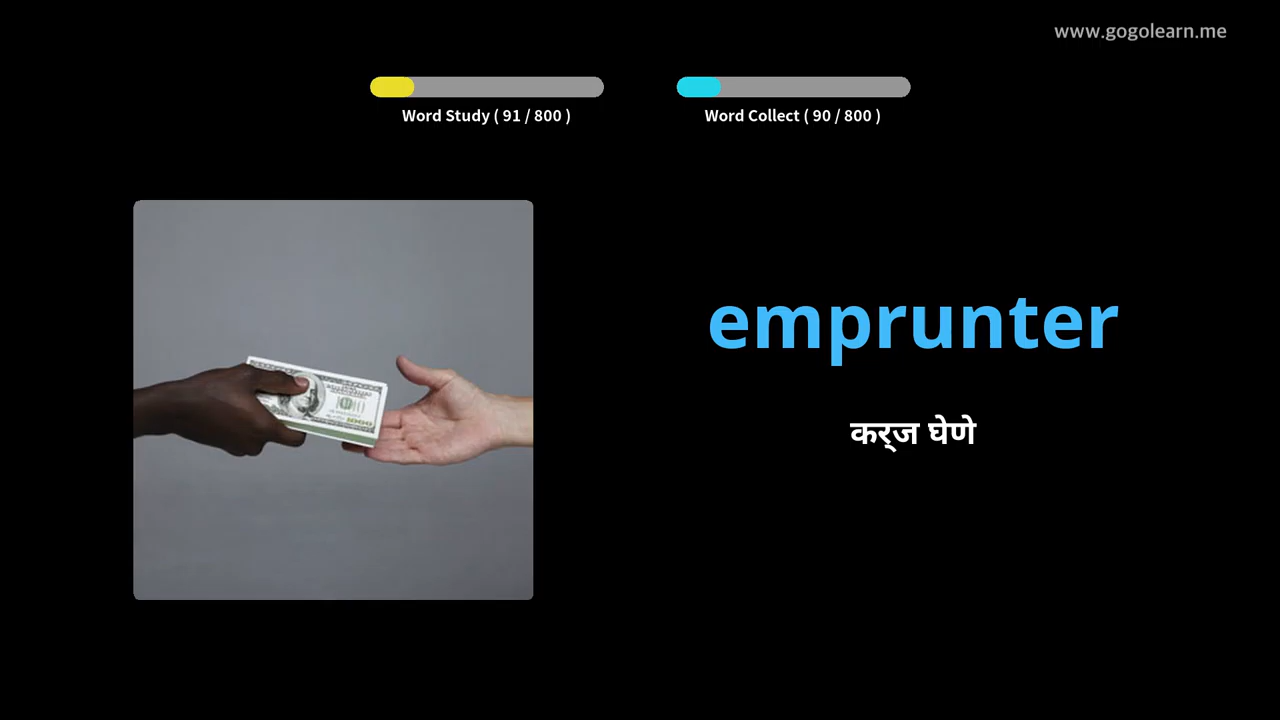 www.gogolearn.me
Word Study ( 91 / 800 )
Word Collect ( 90 / 800 )
emprunter
कर्ज घेणे